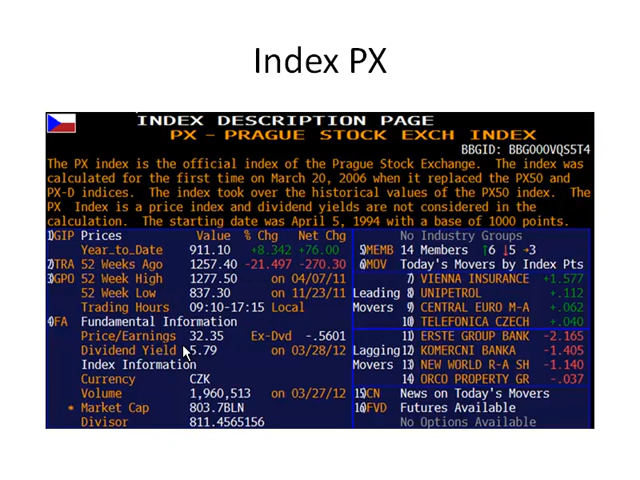 Index PX
INDEX DESCRIPTION PAGE
PX - PRAGUE STOCK EXCH INDEX
BBGID: BBG000VQS5T4
The PX index is the official index of the Prague Stock Exchange. The index was
calculated for the first time on March 20, 2006 when it replaced the PX50 and
PX-D indices. The index took over the historical values of the PX50 index. The
PX Index is a price index and dividend yields are not considered in the
calculation. The starting date was April 5, 1994 with a base of 1000 points.
1)GIP Prices Value % Chg Net Chg
Year_to_Date 911.10 +8.342 +76.00
2)TRA 52 Weeks Ago 1257.40 -21.497 -270.30
3)GPO 52 Week High 1277.50 on 04/07/11
52 Week Low 837.30 on 11/23/11
Trading Hours 09:10-17:15 Local
4)FA Fundamental Information
Price/Earnings 32.35 Ex-Dvd -.5601
Dividend Yield 5.79 on 03/28/12
Index Information
Currency CZK
Volume 1,960,513 on 03/27/12
* Market Cap 803.7BLN
Divisor 811.4565156
No Industry Groups
5)MEMB 14 Members ↑6 ↓5 →3
6)MOV Today's Movers by Index Pts
7) VIENNA INSURANCE +1.577
Leading 8) UNIPETROL +.112
Movers 9) CENTRAL EURO M-A +.062
10) TELEFONICA CZECH +.040
11) ERSTE GROUP BANK -2.165
Lagging 12) KOMERCNI BANKA -1.405
Movers 13) NEW WORLD R-A SH -1.140
14) ORCO PROPERTY GR -.037
15)CN News on Today's Movers
16)FVD Futures Available
No Options Available